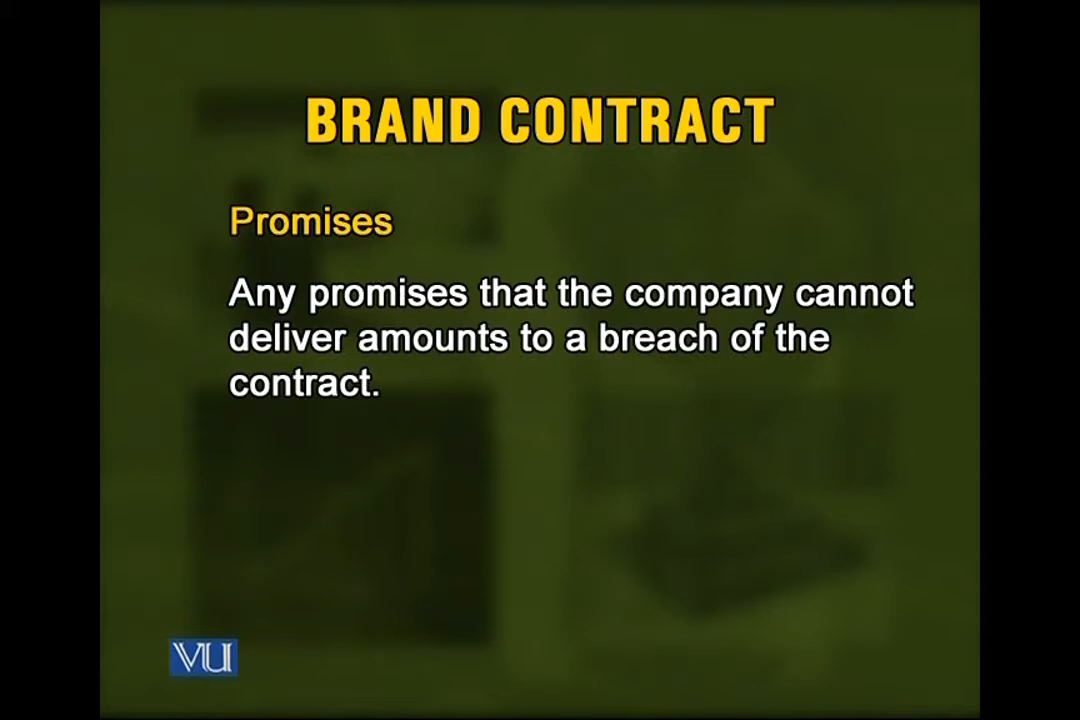 BRAND CONTRACT
Promises
Any promises that the company cannot
deliver amounts to a breach of the
contract.
VU